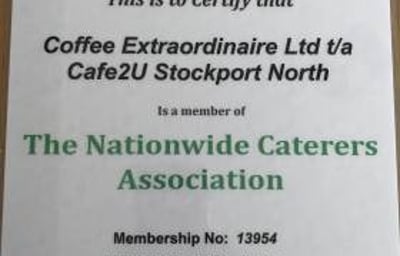 This is to certify that
Coffee Extraordinaire Ltd t/a
Cafe2U Stockport North
Is a member of
The Nationwide Caterers
Association
Membership No: 13954